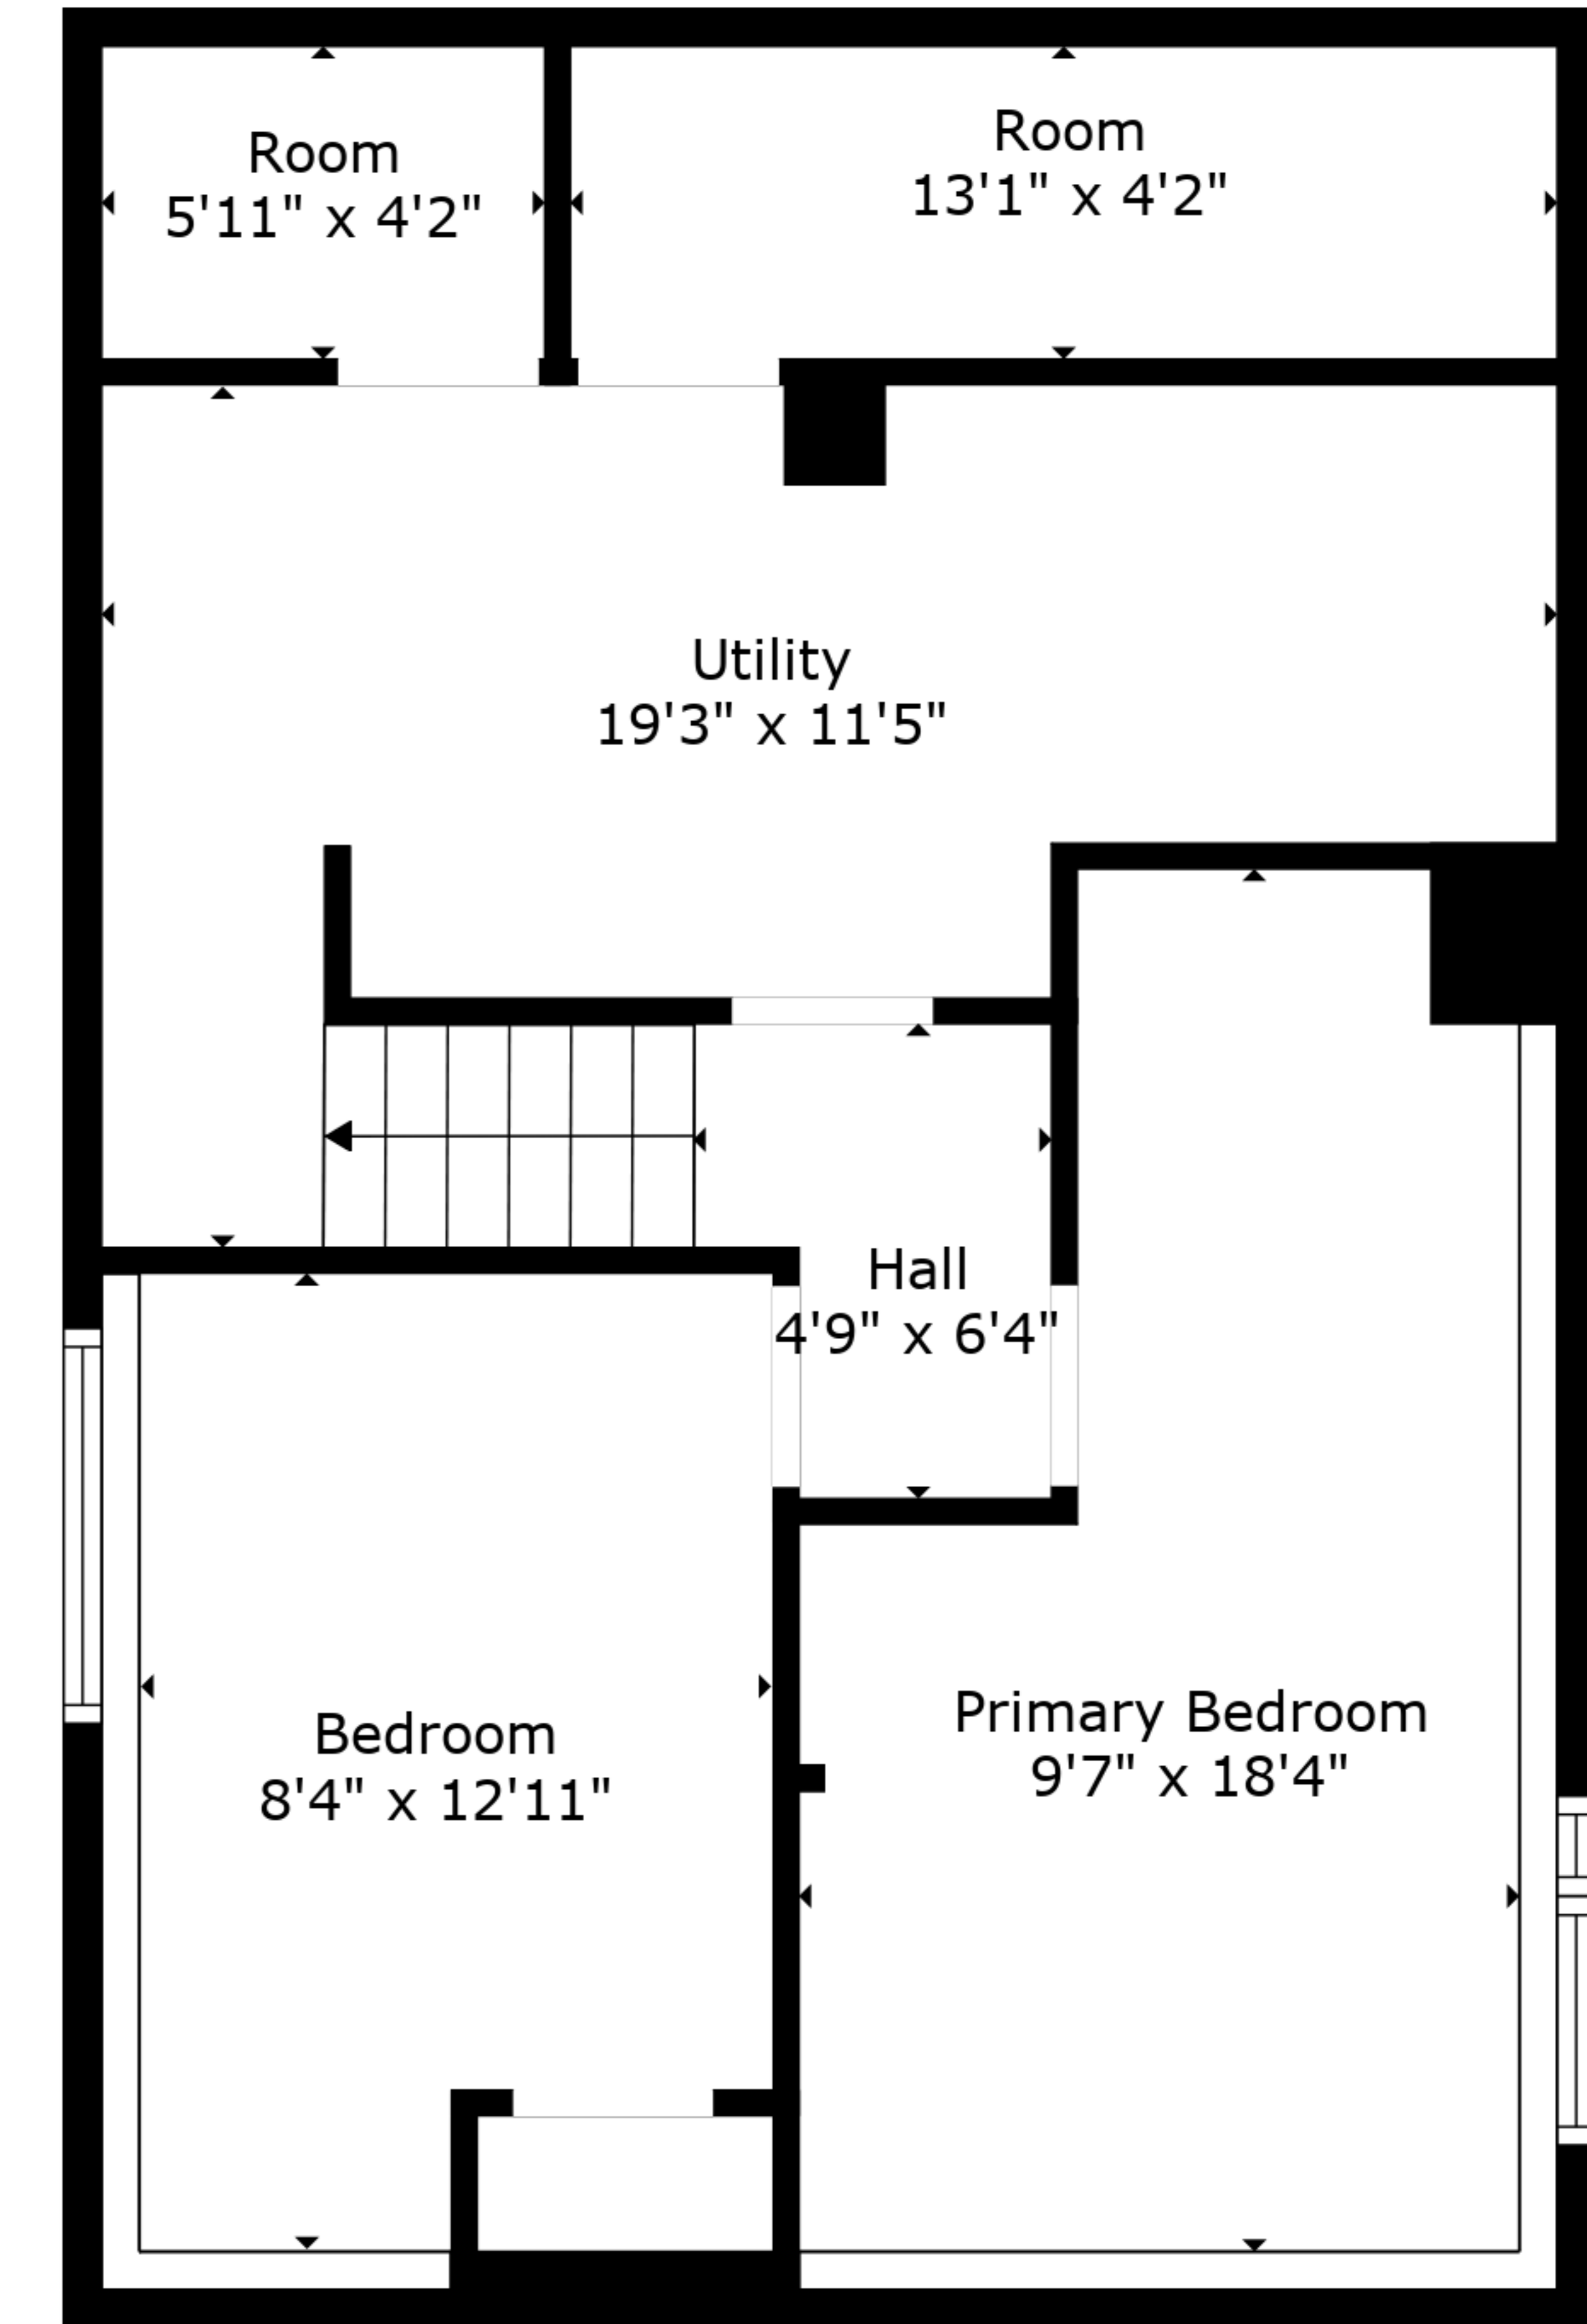 Room
5'11" x 4'2"
Room
13'1" x 4'2"
Utility
19'3" x 11'5"
Hall
4'9" x 6'4"
Bedroom
8'4" x 12'11"
Primary Bedroom
9'7" x 18'4"